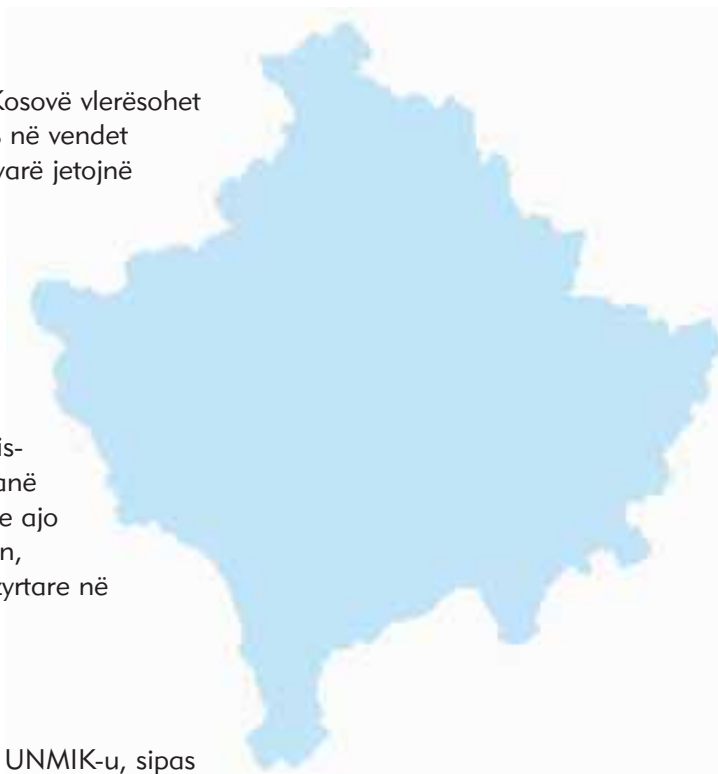 Kosovë vlerësohet
në vendet
varë jetojnë
is-
anë
e ajo
n,
zyrtare në
UNMIK-u, sipas